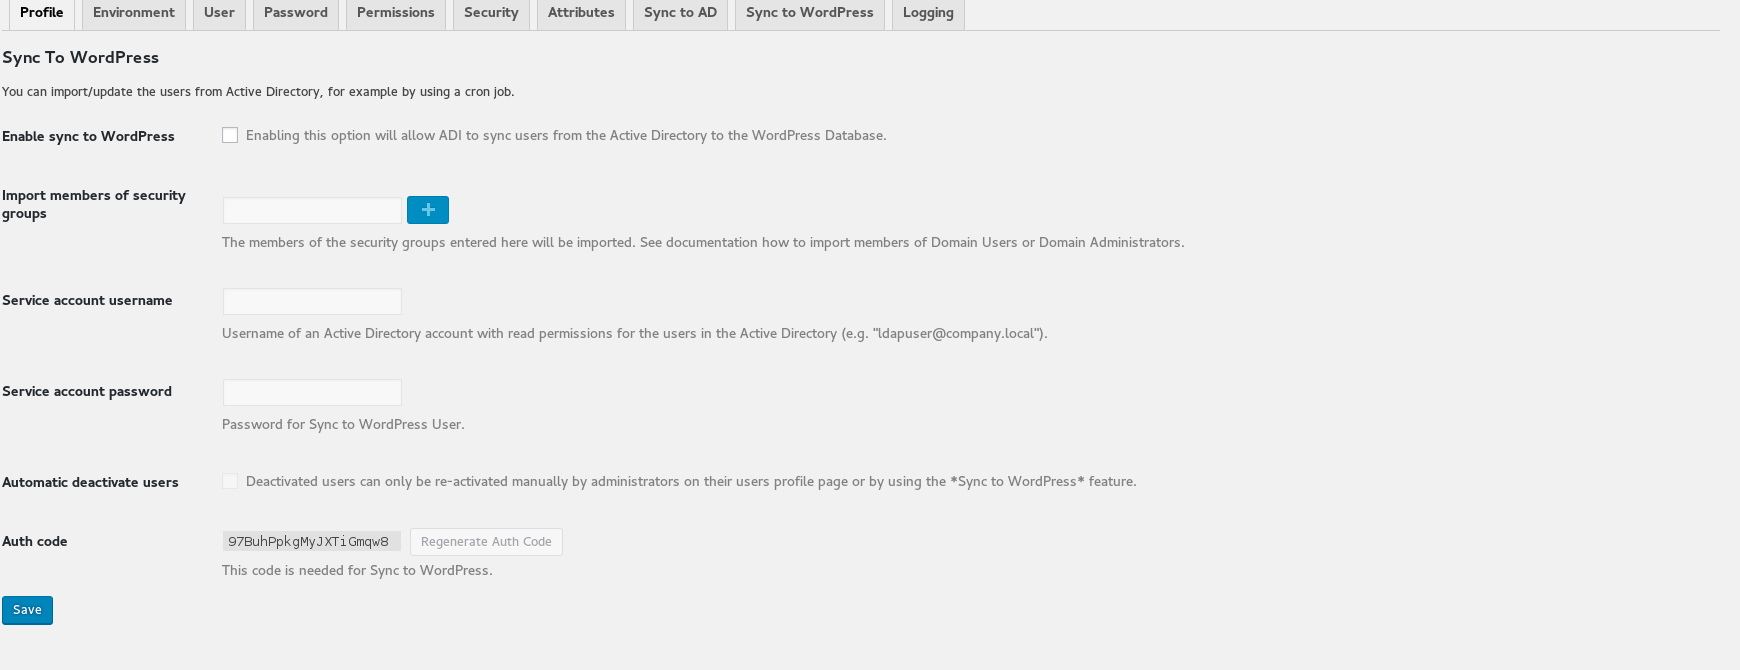 Profile Environment User Password Permissions Security Attributes Sync to AD Sync to WordPress Logging
Sync To WordPress
You can import/update the users from Active Directory, for example by using a cron job.
Enable sync to WordPress Enabling this option will allow ADI to sync users from the Active Directory to the WordPress Database.
Import members of security
groups
The members of the security groups entered here will be imported. See documentation how to import members of Domain Users or Domain Administrators.
Service account username
Username of an Active Directory account with read permissions for the users in the Active Directory (e.g. "ldapuser@company.local").
Service account password
Password for Sync to WordPress User.
Automatic deactivate users Deactivated users can only be re-activated manually by administrators on their users profile page or by using the *Sync to WordPress* feature.
Auth code 97BuhPpkgMyJXTiGmqw8 Regenerate Auth Code
This code is needed for Sync to WordPress.
Save